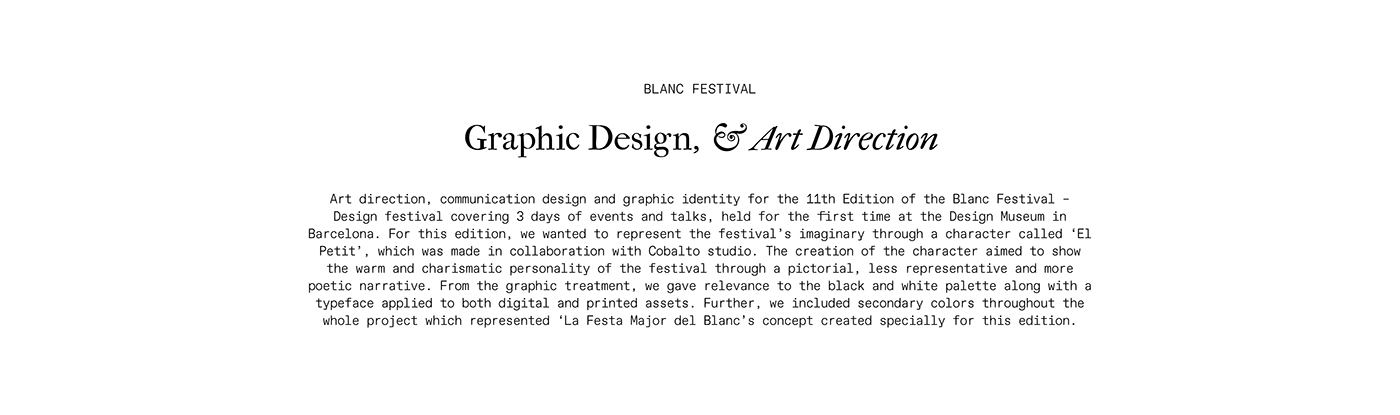 BLANC FESTIVAL
Graphic Design, & Art Direction
Art direction, communication design and graphic identity for the 11th Edition of the Blanc Festival –
Design festival covering 3 days of events and talks, held for the first time at the Design Museum in
Barcelona. For this edition, we wanted to represent the festival’s imaginary through a character called ‘El
Petit’, which was made in collaboration with Cobalto studio. The creation of the character aimed to show
the warm and charismatic personality of the festival through a pictorial, less representative and more
poetic narrative. From the graphic treatment, we gave relevance to the black and white palette along with a
typeface applied to both digital and printed assets. Further, we included secondary colors throughout the
whole project which represented ‘La Festa Major del Blanc’s concept created specially for this edition.